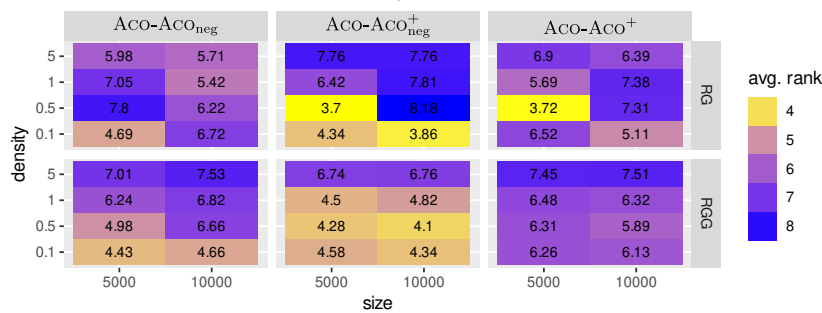 Aco-Aco_neg Aco-Aco^+_neg Aco-Aco^+
5 5.98 5.71 7.76 7.76 6.9 6.39
1 7.05 5.42 6.42 7.81 5.69 7.38
0.5 7.8 6.22 3.7 8.18 3.72 7.31
0.1 4.69 6.72 4.34 3.86 6.52 5.11
RG
5 7.01 7.53 6.74 6.76 7.45 7.51
1 6.24 6.82 4.5 4.82 6.48 6.32
0.5 4.98 6.66 4.28 4.1 6.31 5.89
0.1 4.43 4.66 4.58 4.34 6.26 6.13
RGG
density
5000 10000 5000 10000 5000 10000
size
avg. rank
4
5
6
7
8